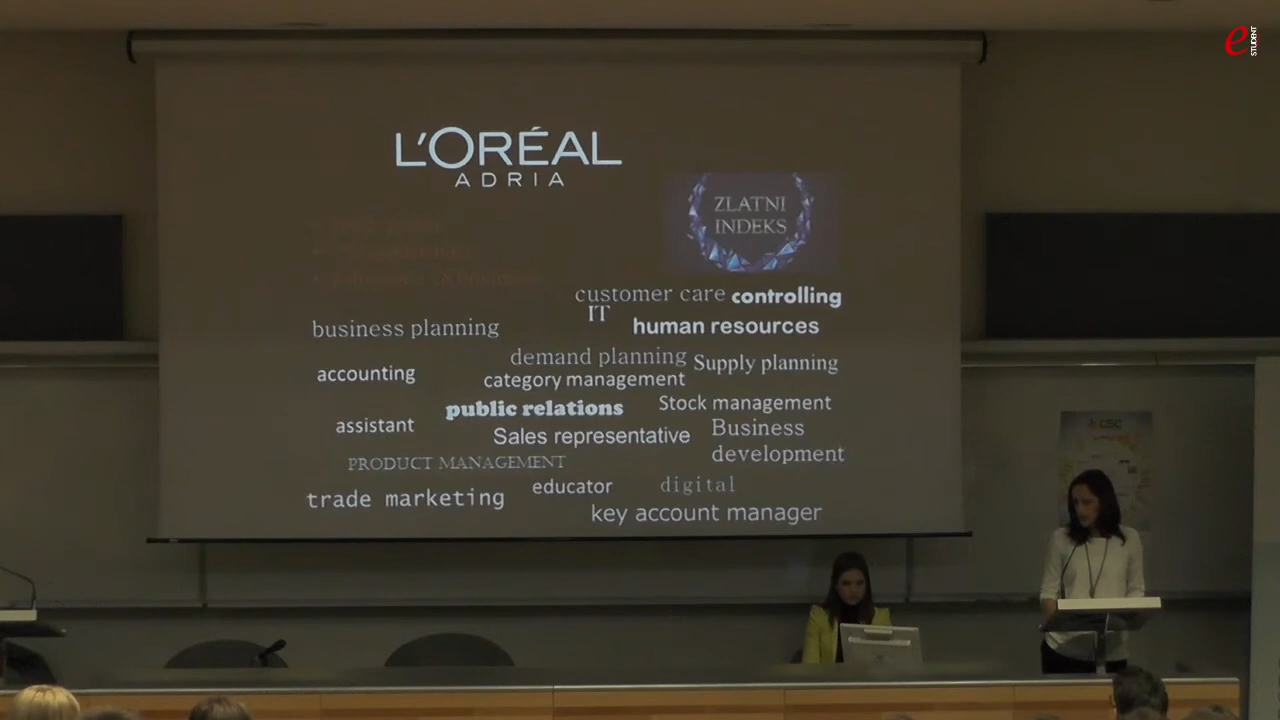 e STUDENT
L'ORÉAL
ADRIA
ZLATNI
INDEKS
customer care controlling
IT
business planning
human resources
demand planning Supply planning
accounting
category management
public relations Stock management
assistant
Sales representative
Business
development
PRODUCT MANAGEMENT
educator digital
trade marketing
key account manager